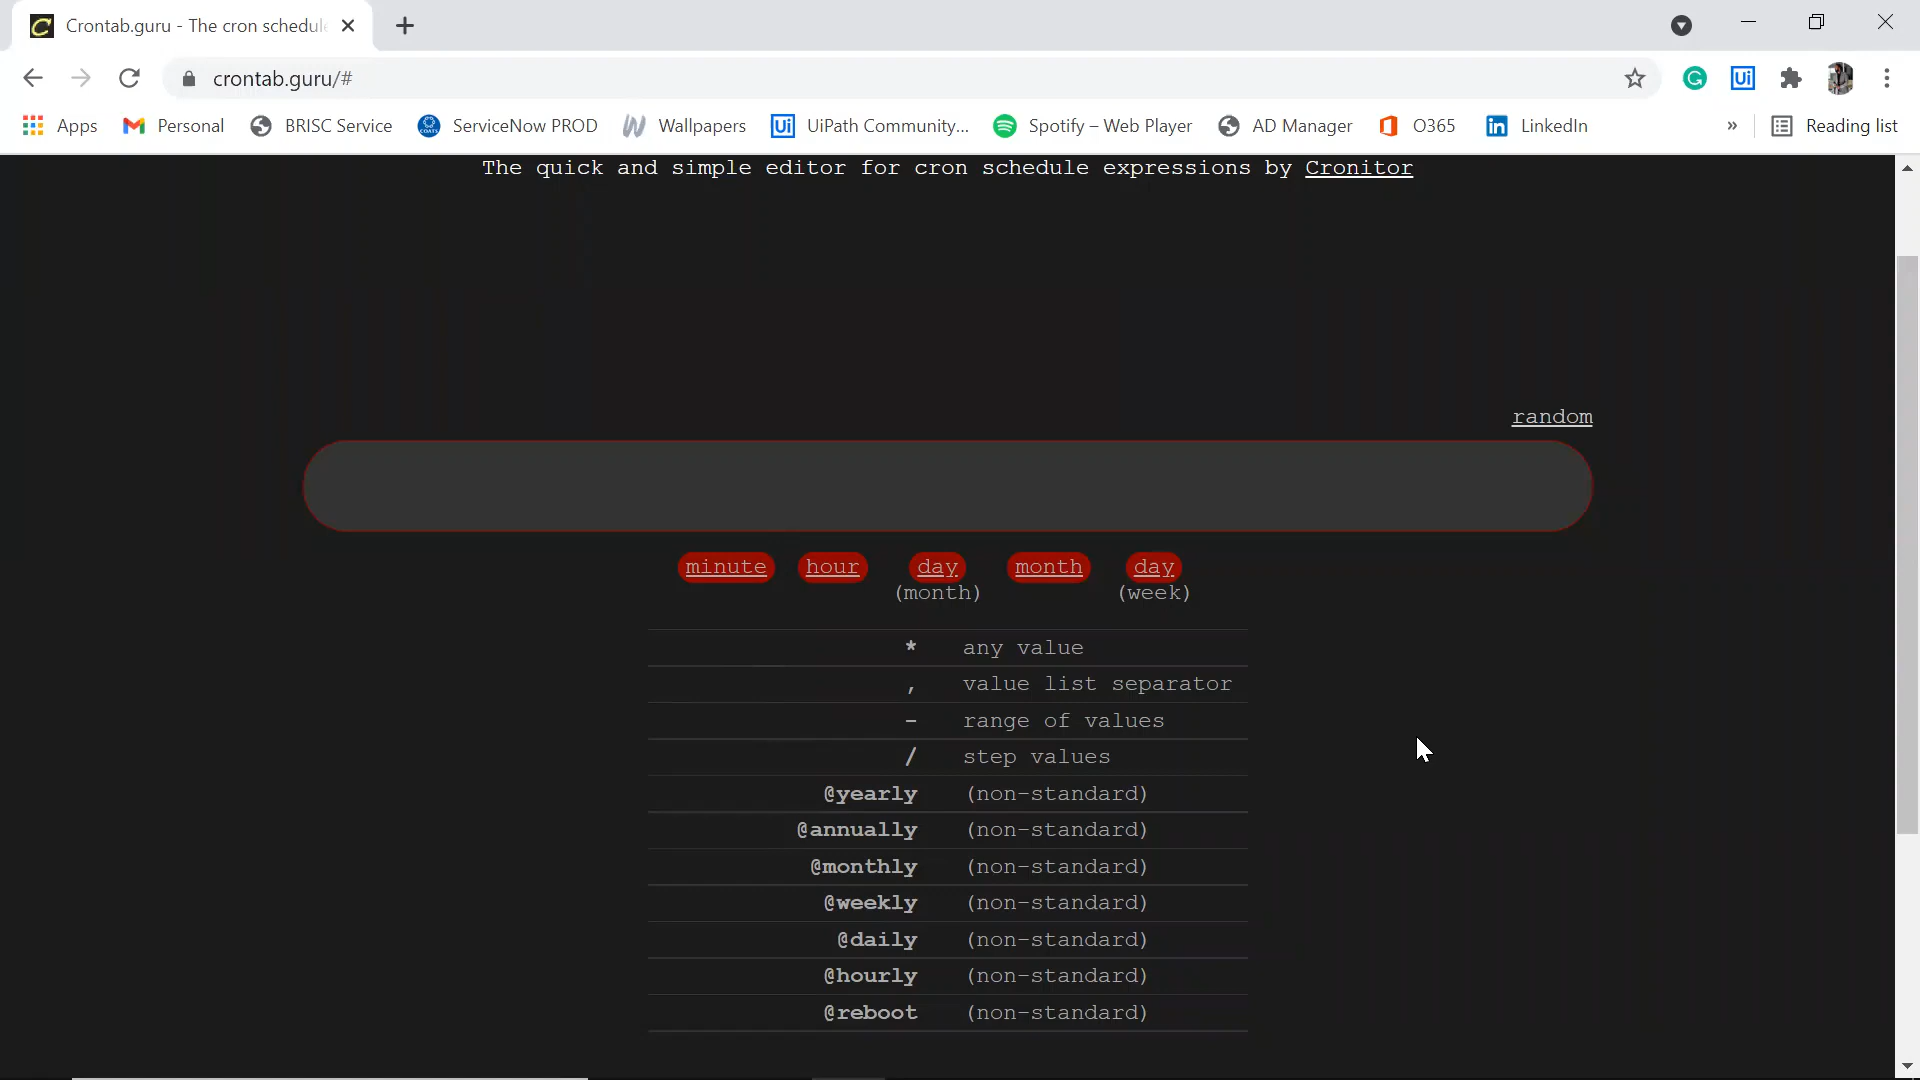 Crontab.guru - The cron schedul
crontab.guru/#
Apps Personal BRISC Service ServiceNow PROD Wallpapers UiPath Community... Spotify – Web Player AD Manager O365 LinkedIn » Reading list
The quick and simple editor for cron schedule expressions by Cronitor
random
minute hour day month day
(month) (week)
* any value
, value list separator
- range of values
/ step values
@yearly (non-standard)
@annually (non-standard)
@monthly (non-standard)
@weekly (non-standard)
@daily (non-standard)
@hourly (non-standard)
@reboot (non-standard)